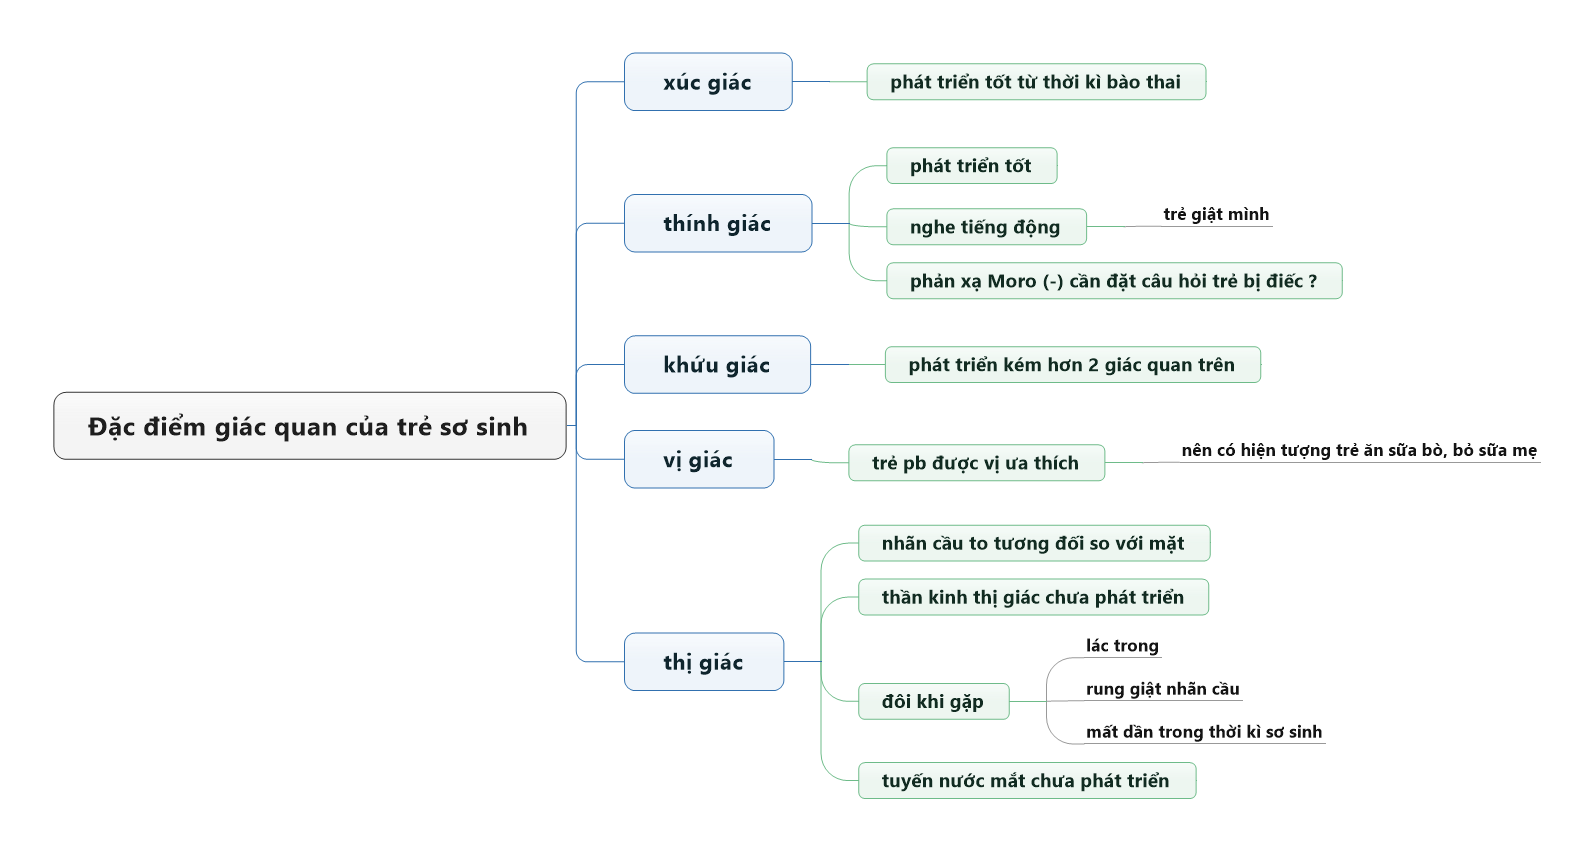 Đặc điểm giác quan của trẻ sơ sinh
xúc giác
phát triển tốt từ thời kì bào thai
thính giác
phát triển tốt
nghe tiếng động
trẻ giật mình
phản xạ Moro (-) cần đặt câu hỏi trẻ bị điếc ?
khứu giác
phát triển kém hơn 2 giác quan trên
vị giác
trẻ pb được vị ưa thích
nên có hiện tượng trẻ ăn sữa bò, bỏ sữa mẹ
thị giác
nhãn cầu to tương đối so với mặt
thần kinh thị giác chưa phát triển
đôi khi gặp
lác trong
rung giật nhãn cầu
mất dần trong thời kì sơ sinh
tuyến nước mắt chưa phát triển